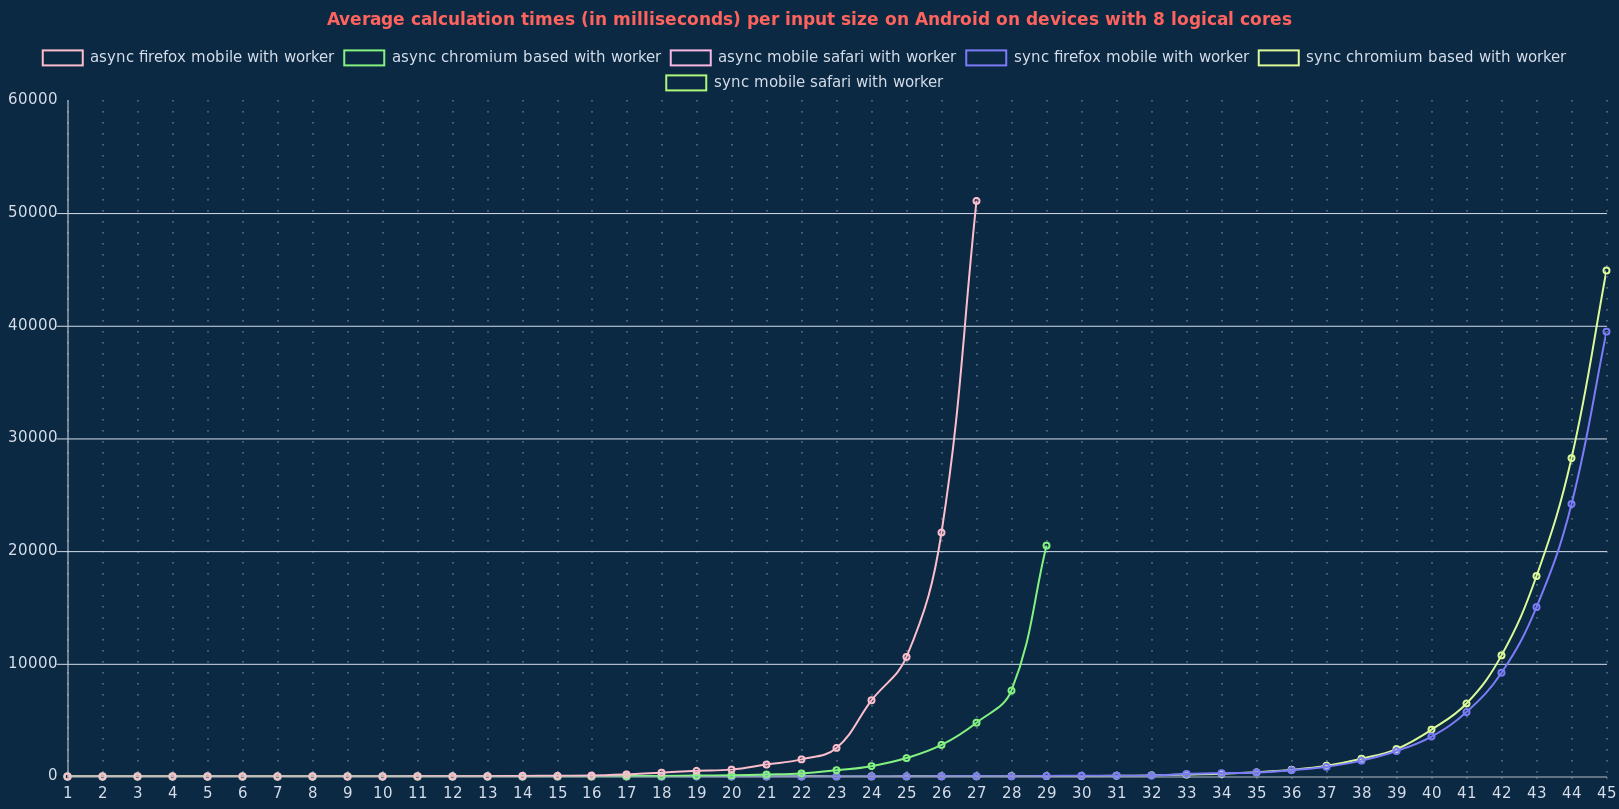 Average calculation times (in milliseconds) per input size on Android on devices with 8 logical cores
async firefox mobile with worker async chromium based with worker async mobile safari with worker sync firefox mobile with worker sync chromium based with worker
sync mobile safari with worker
60000
50000
40000
30000
20000
10000
0
1 2 3 4 5 6 7 8 9 10 11 12 13 14 15 16 17 18 19 20 21 22 23 24 25 26 27 28 29 30 31 32 33 34 35 36 37 38 39 40 41 42 43 44 45